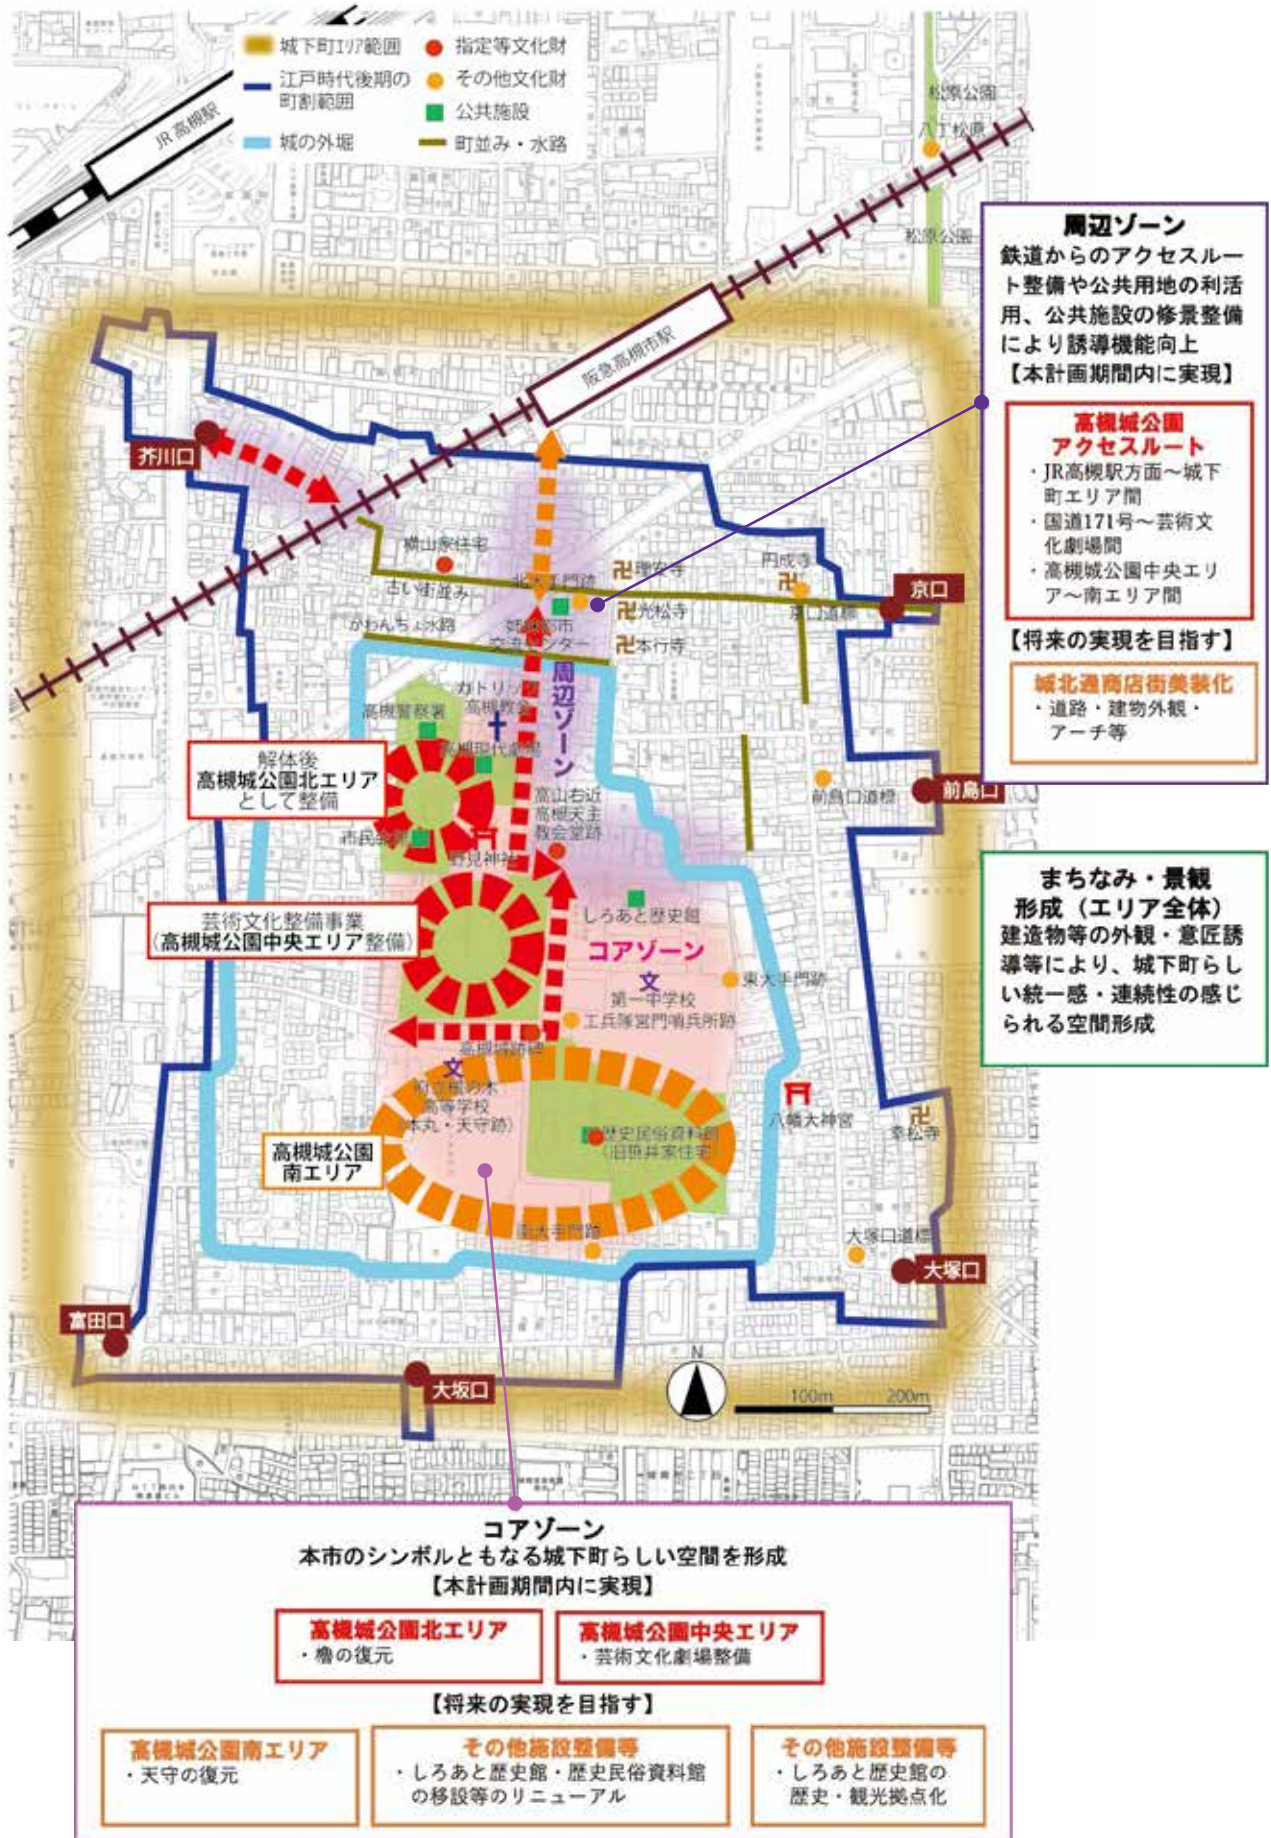 城下町エリア範囲
江戸時代後期の
町割範囲
城の外堀
指定等文化財
その他文化財
公共施設
町並み・水路
JR 高槻駅
松原公園
八丁松原
松原公園
阪急高槻市駅
芥川口
横山家住宅
古い街並み
かわんちょ水路
北大手門跡
姉妹都市
交流センター
理安寺
光松寺
本行寺
円成寺
京口道標
京口
周辺ゾーン
カトリック
高槻教会
高槻警察署
高槻現代劇場
解体後
高槻城公園北エリア
として整備
高山右近
高槻天主
教会堂跡
野見神社
前島口道標
前島口
しろあと歴史館
芸術文化整備事業
(高槻城公園中央エリア整備)
コアゾーン
文
第一中学校
東大手門跡
工兵隊営門哨兵所跡
高槻城跡碑
文
府立槻の木
高等学校
(本丸・天守跡)
八幡大神宮
幸松寺
歴史民俗資料館
(旧笹井家住宅)
高槻城公園
南エリア
南大手門跡
大塚口道標
大塚口
富田口
大坂口
N
100m
200m
周辺ゾーン
鉄道からのアクセスルー
ト整備や公共用地の利活
用、公共施設の修景整備
により誘導機能向上
【本計画期間内に実現】
高槻城公園
アクセスルート
・JR高槻駅方面～城下
町エリア間
・国道171号～芸術文
化劇場間
・高槻城公園中央エリ
ア～南エリア間
【将来の実現を目指す】
城北通商店街美装化
・道路・建物外観・
アーチ等
まちなみ・景観
形成（エリア全体）
建造物等の外観・意匠誘
導等により、城下町らし
い統一感・連続性の感じ
られる空間形成
コアゾーン
本市のシンボルともなる城下町らしい空間を形成
【本計画期間内に実現】
高槻城公園北エリア
・櫓の復元
高槻城公園中央エリア
・芸術文化劇場整備
【将来の実現を目指す】
高槻城公園南エリア
・天守の復元
その他施設整備等
・しろあと歴史館・歴史民俗資料館
の移設等のリニューアル
その他施設整備等
・しろあと歴史館の
歴史・観光拠点化